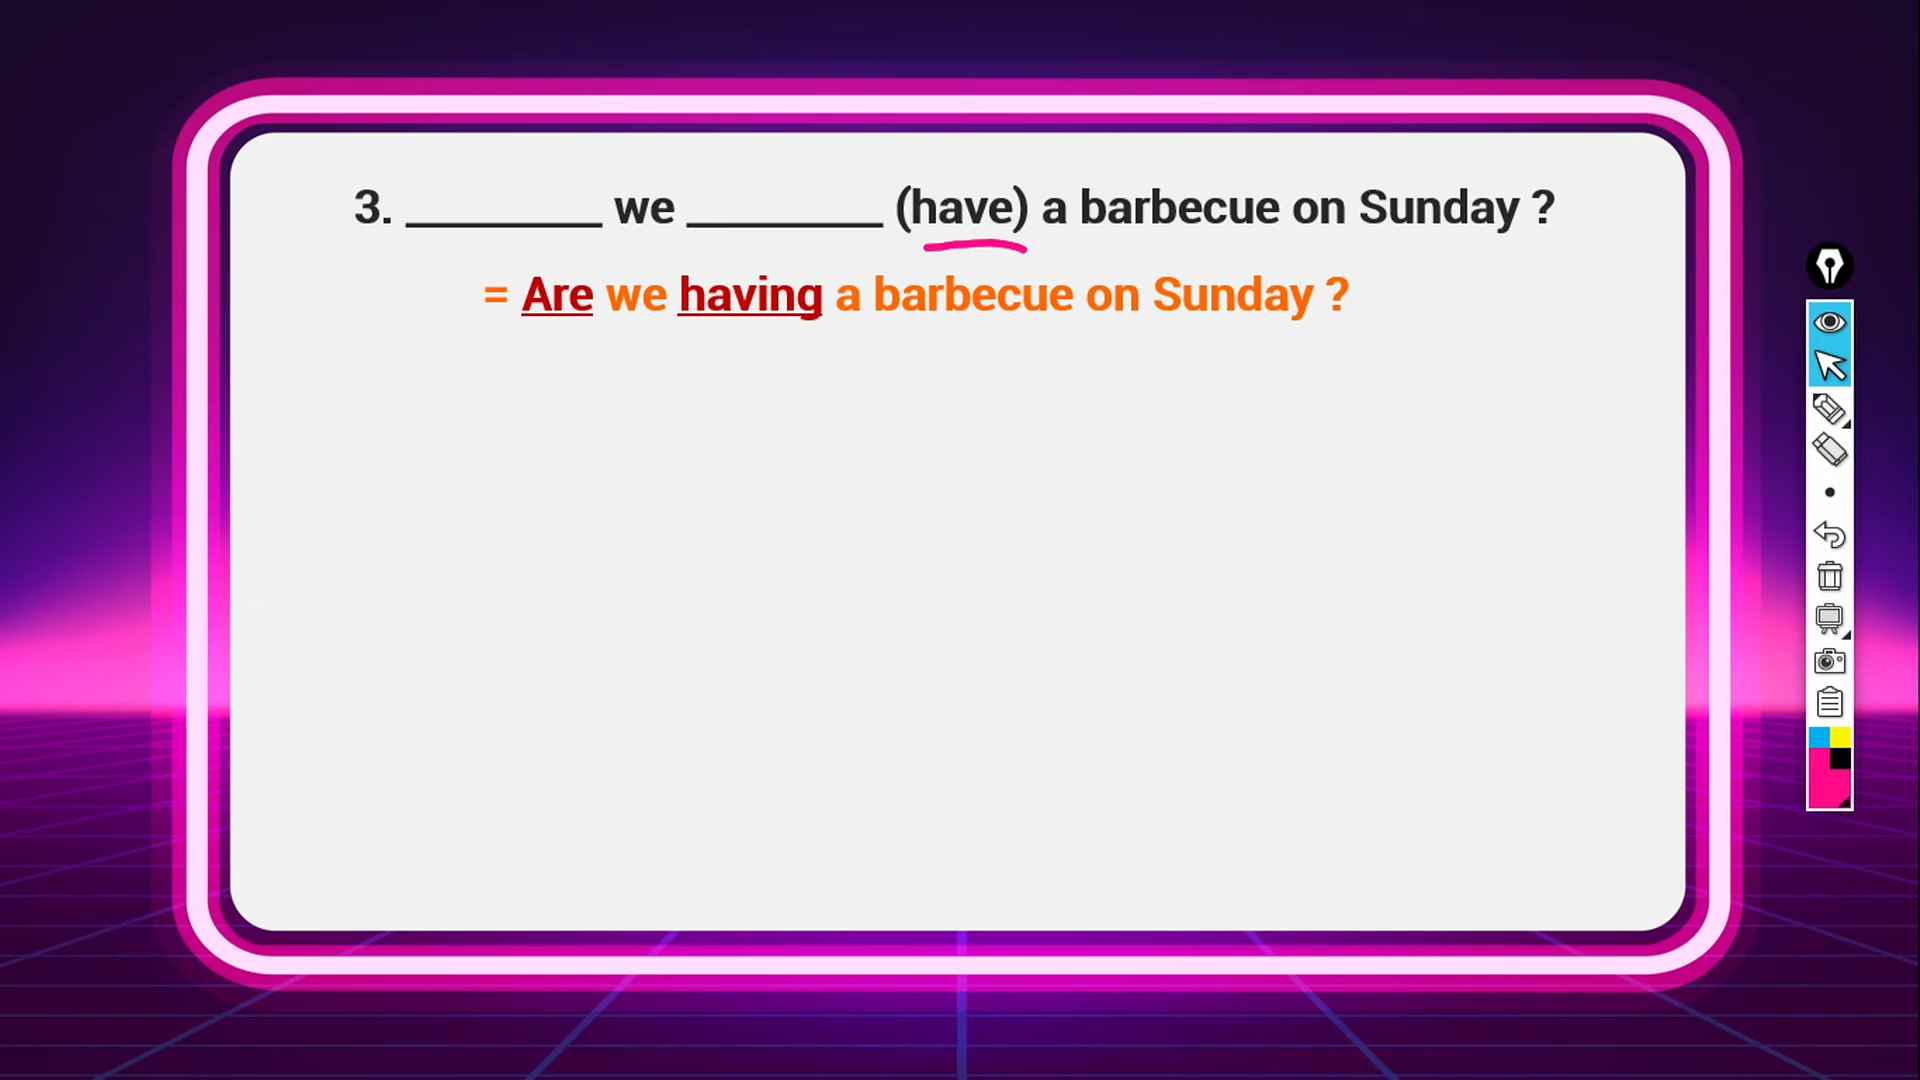 3. ________ we ________ (have) a barbecue on Sunday ?
= Are we having a barbecue on Sunday ?